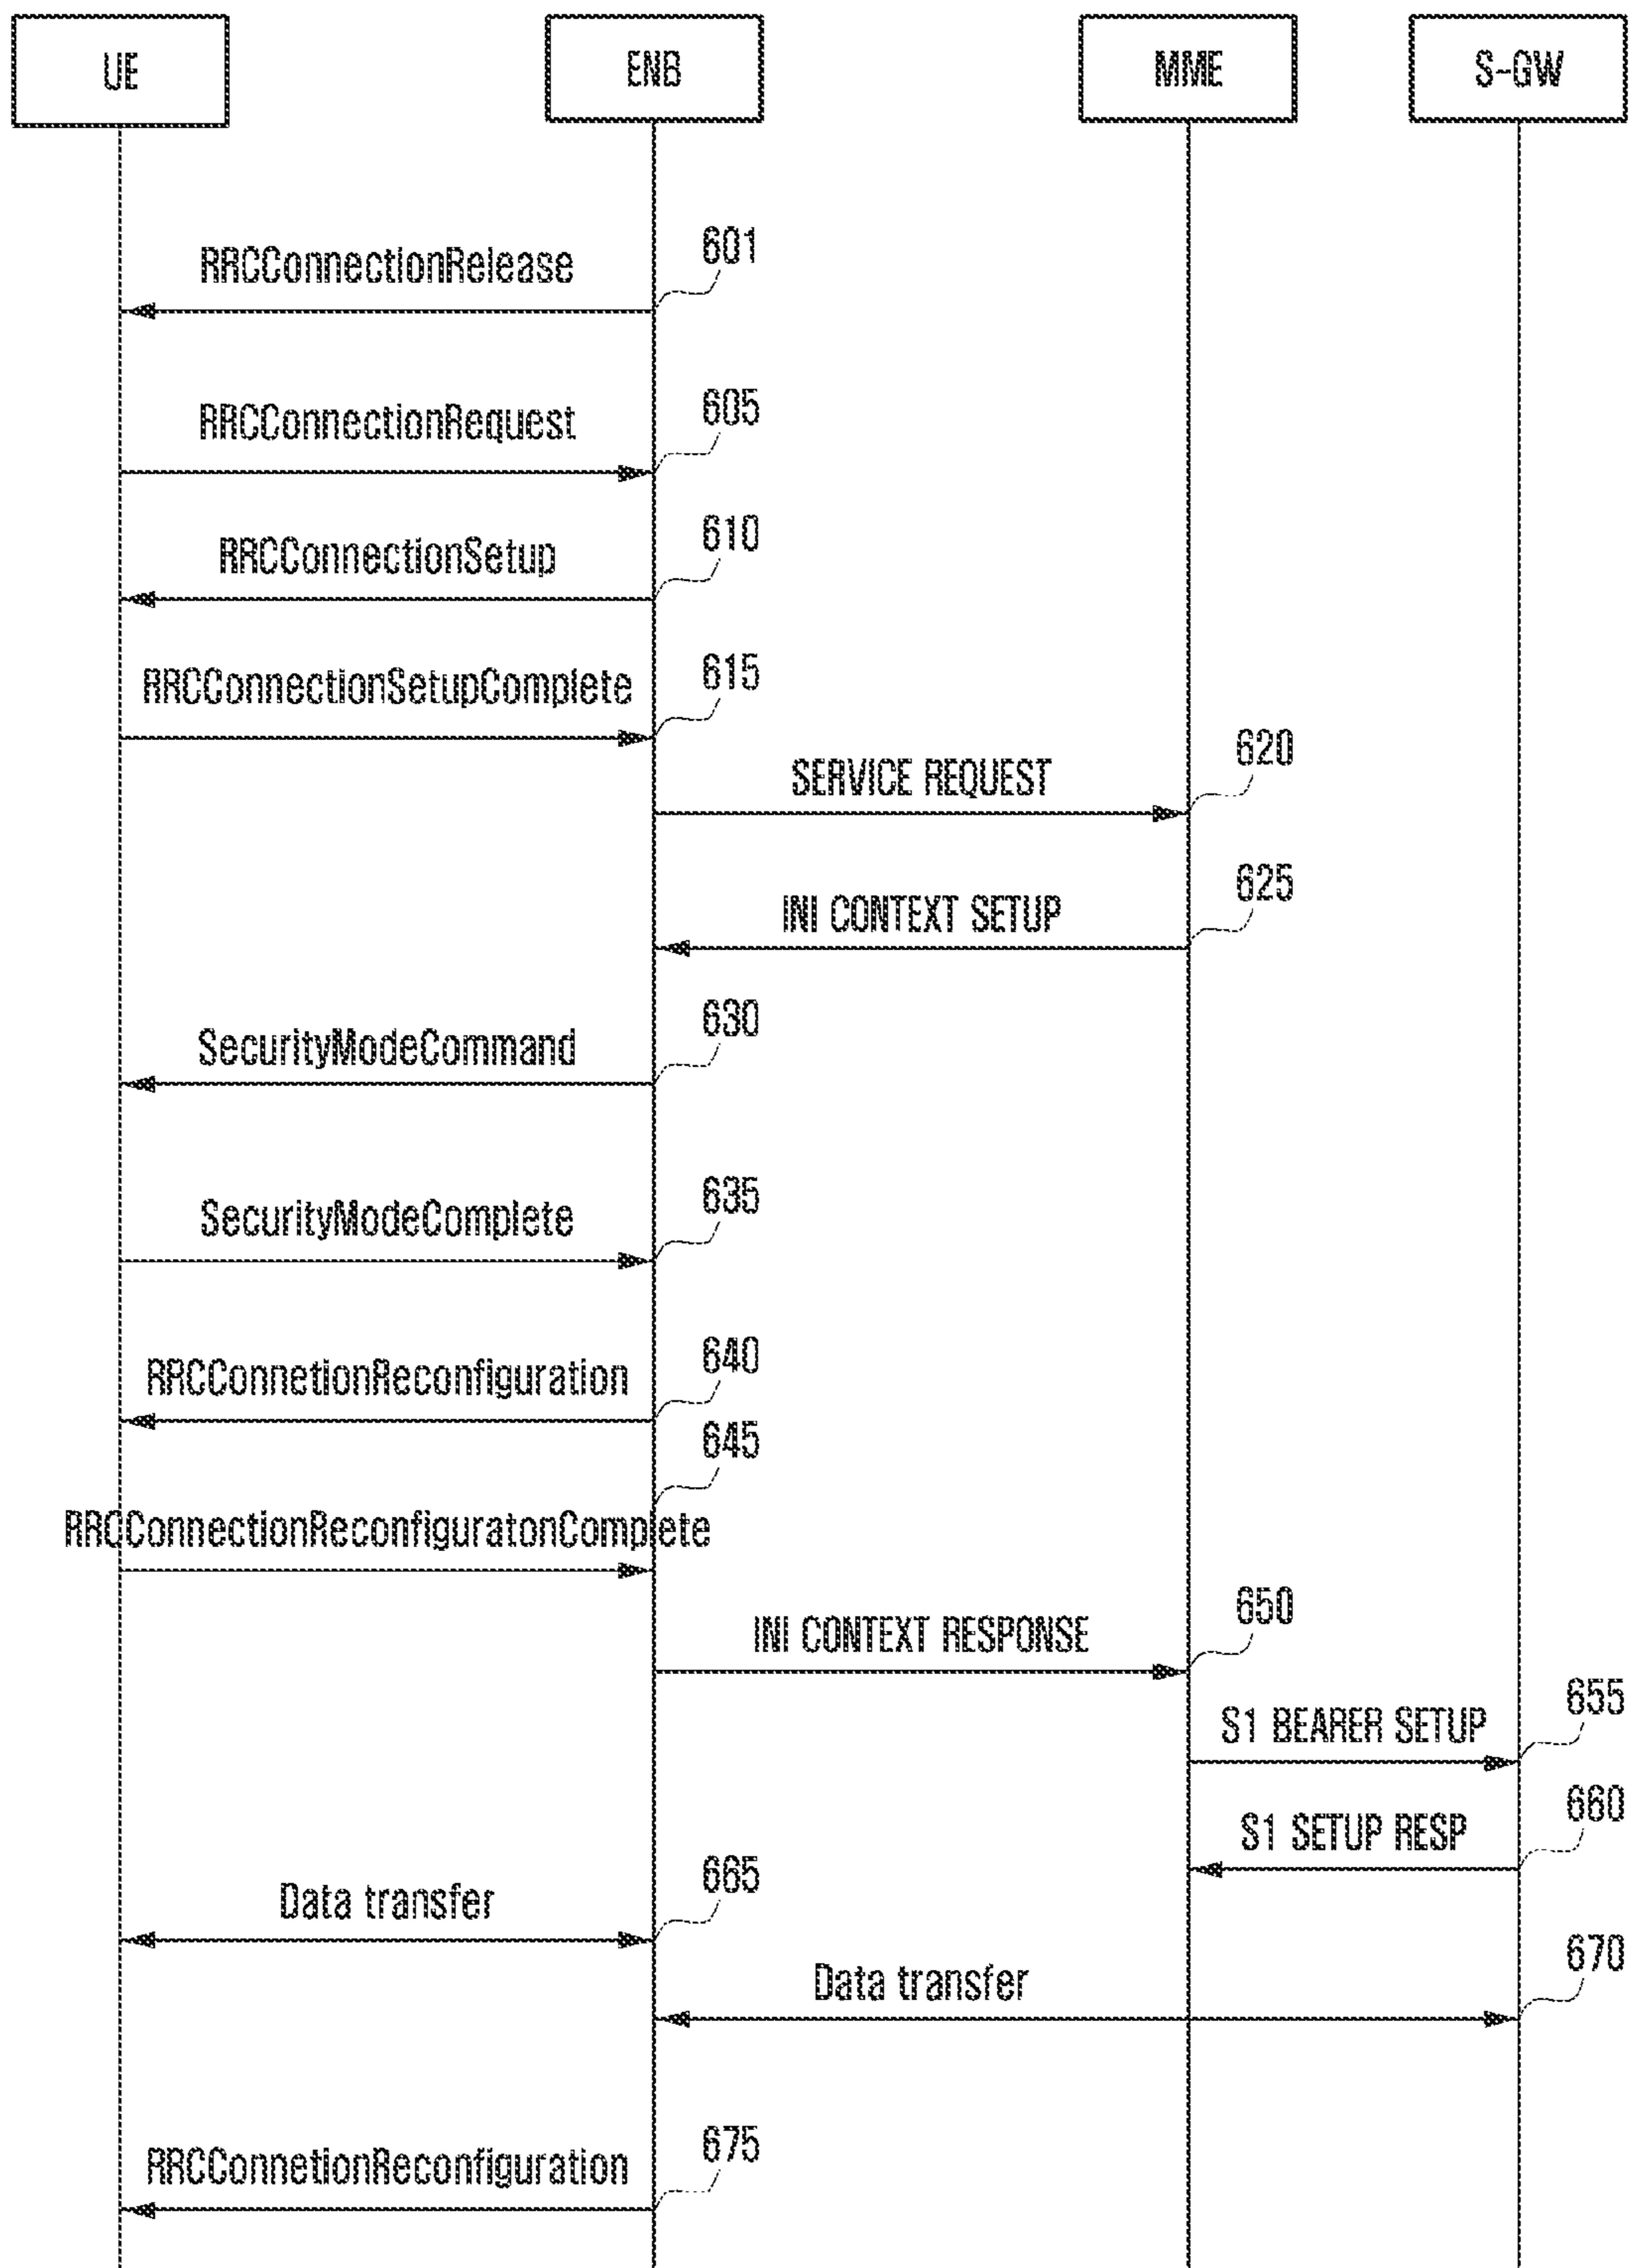 UE
ENB
MME
S-GW
601
RRCConnectionRelease
605
RRCConnectionRequest
610
RRCConnectionSetup
615
RRCConnectionSetupComplete
620
SERVICE REQUEST
625
INI CONTEXT SETUP
630
SecurityModeCommand
635
SecurityModeComplete
640
RRCConnetionReconfiguration
645
RRCConnectionReconfiguratonComplete
650
INI CONTEXT RESPONSE
655
S1 BEARER SETUP
660
S1 SETUP RESP
665
Data transfer
670
Data transfer
675
RRCConnetionReconfiguration